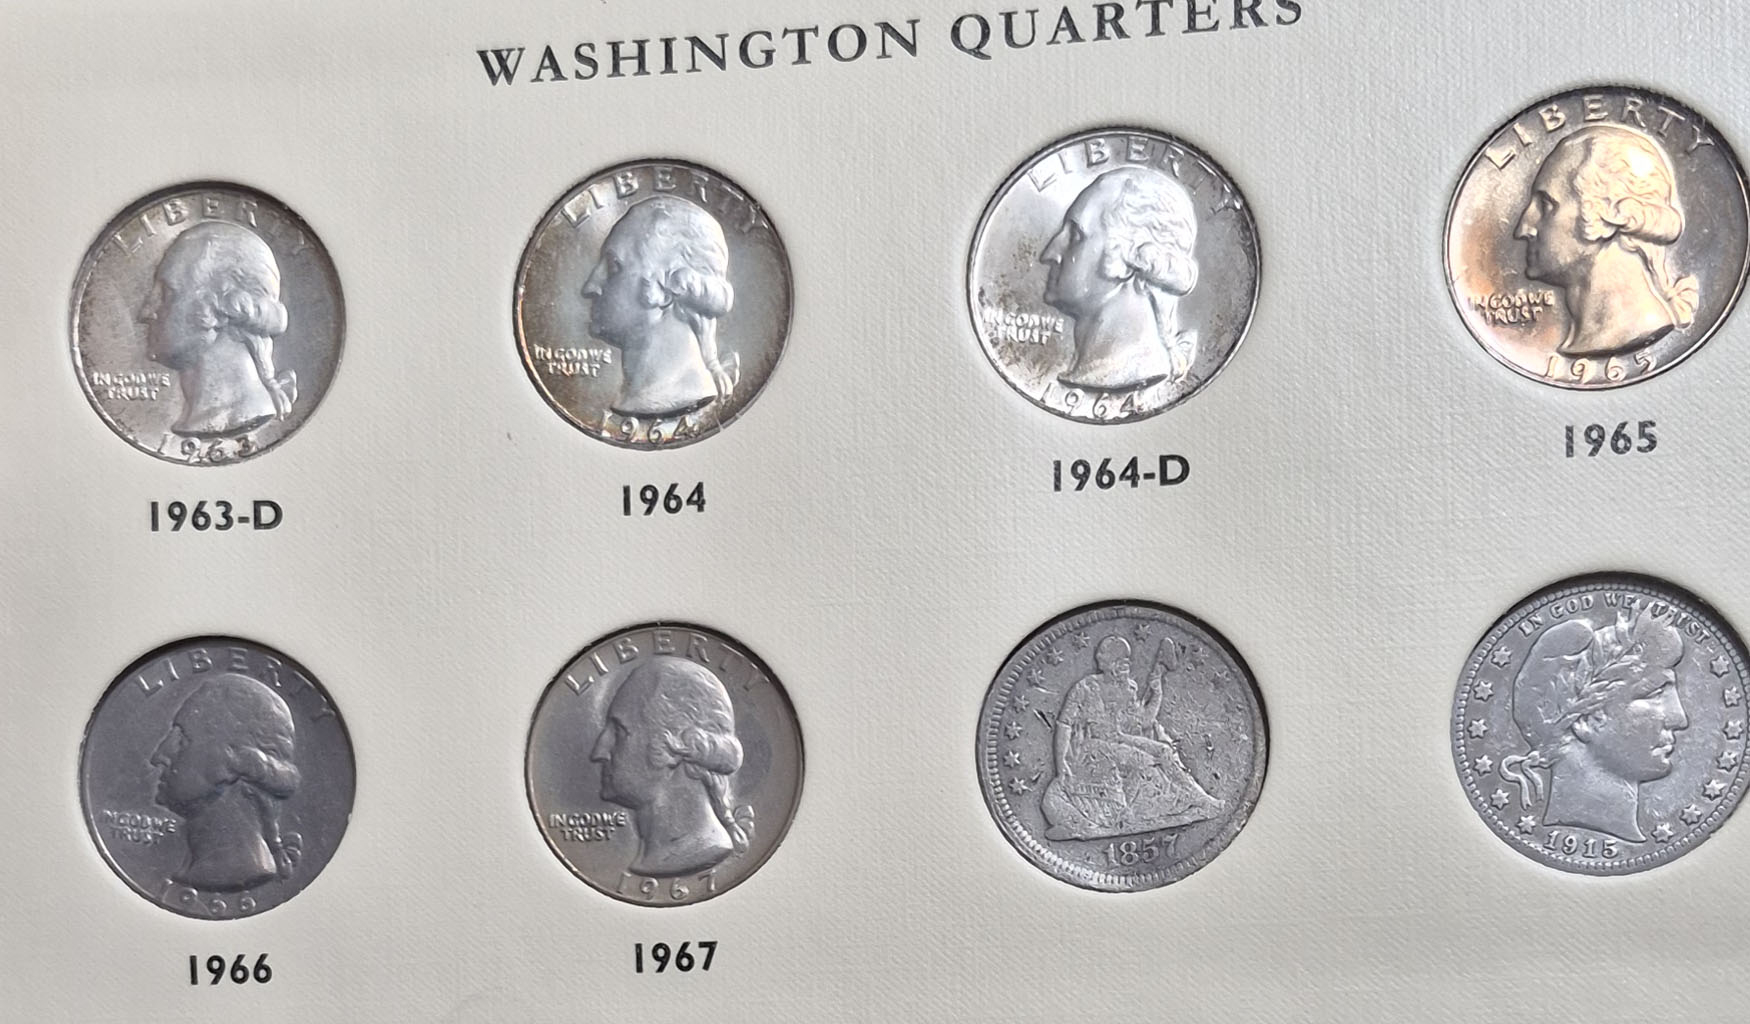 WASHINGTON QUARTERS
LIBERTY
IN GOD WE
TRUST
1963
1963-D
LIBERTY
IN GOD WE
TRUST
1964
1964
LIBERTY
IN GOD WE
TRUST
1964
1964-D
LIBERTY
IN GOD WE
TRUST
1965
1965
LIBERTY
IN GOD WE
TRUST
1966
1966
LIBERTY
IN GOD WE
TRUST
1967
1967
1857
IN GOD WE TRUST
1915